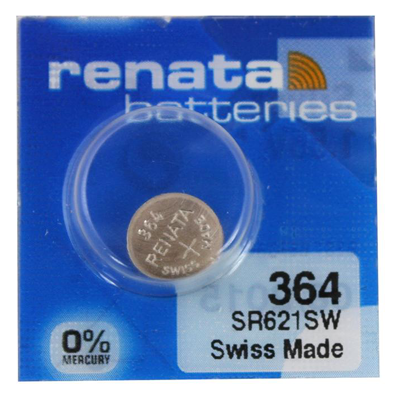 renata
batteries
364
RENATA
SWISS
+
364
SR621SW
Swiss Made
0%
MERCURY